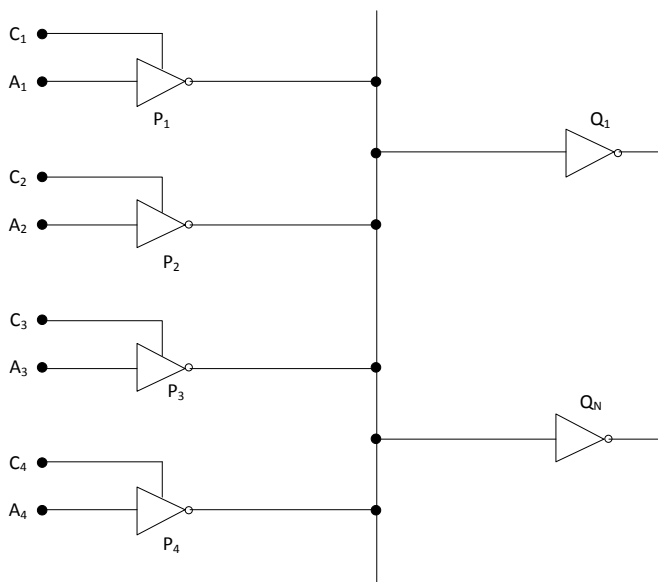 C₁
A₁
P₁
Q₁
C₂
A₂
P₂
C₃
A₃
P₃
Q_N
C₄
A₄
P₄